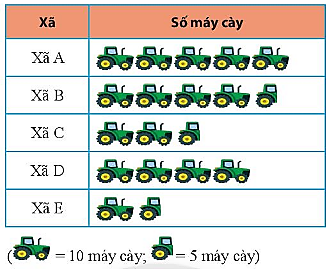 Xã Số máy cày
Xã A
Xã B
Xã C
Xã D
Xã E
( = 10 máy cày; = 5 máy cày)